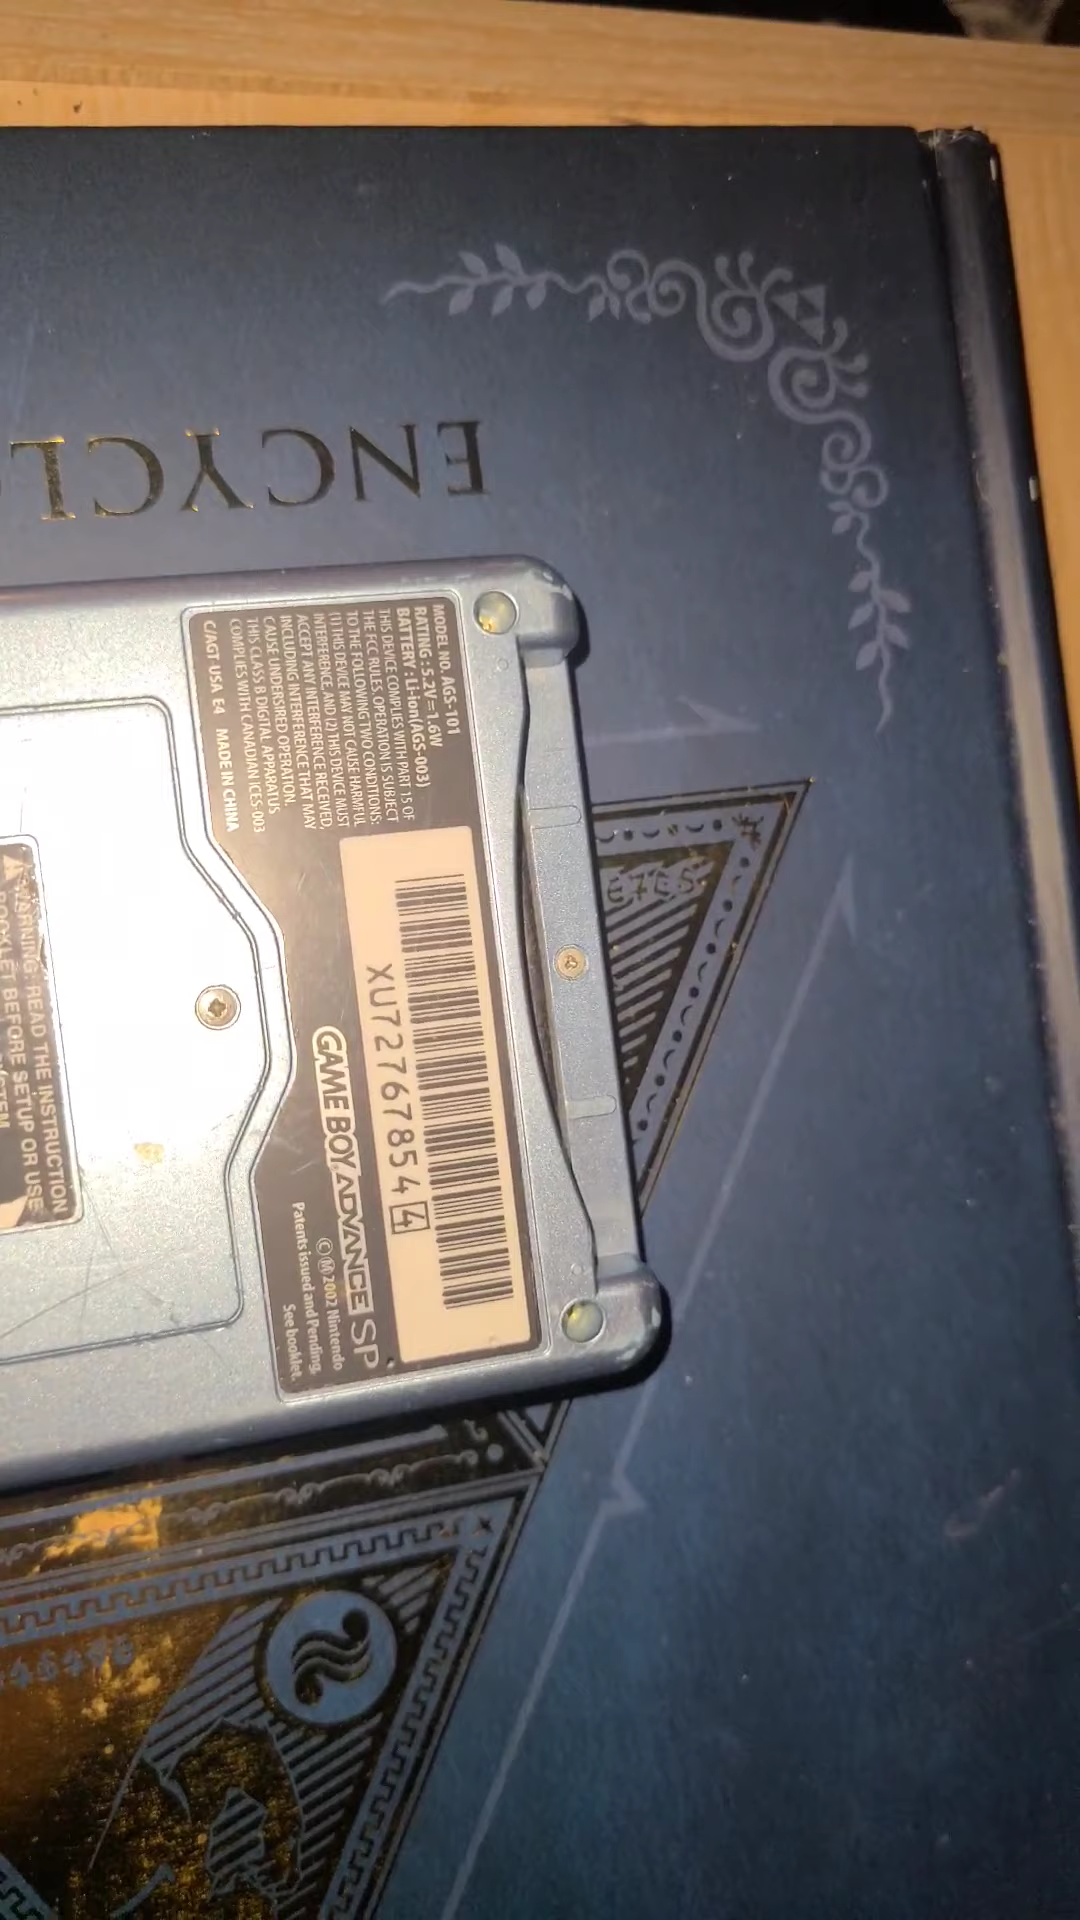 ENCYCL
MODEL NO. AGS-101
RATING : 5.2V⎓1.6W
BATTERY : Li-ion(AGS-003)
THIS DEVICE COMPLIES WITH PART 15 OF
THE FCC RULES. OPERATION IS SUBJECT
TO THE FOLLOWING TWO CONDITIONS:
(1) THIS DEVICE MAY NOT CAUSE HARMFUL
INTERFERENCE AND (2) THIS DEVICE MUST
ACCEPT ANY INTERFERENCE RECEIVED,
INCLUDING INTERFERENCE THAT MAY
CAUSE UNDESIRED OPERATION.
THIS CLASS B DIGITAL APPARATUS
COMPLIES WITH CANADIAN ICES-003
C/AGT-USA E4 MADE IN CHINA
XU72767854 4
GAME BOY ADVANCE SP
©Ⓜ 2002 Nintendo
Patents issued and Pending,
See booklet.
WARNING: READ THE INSTRUCTION
BOOKLET BEFORE SETUP OR USE